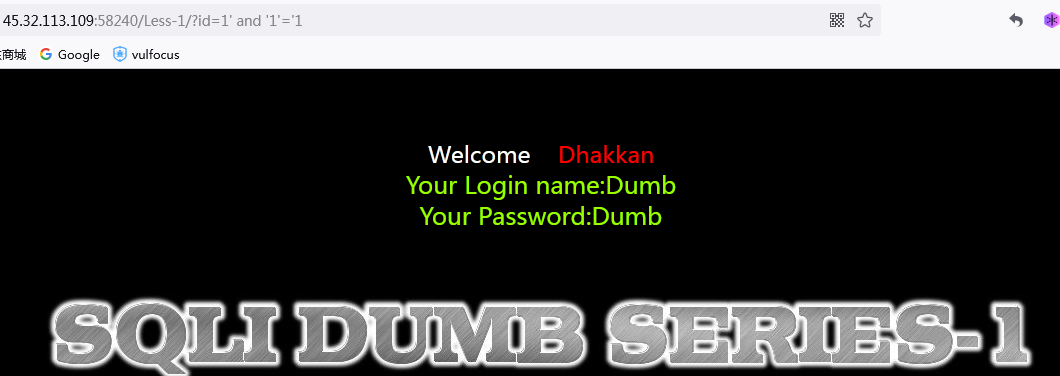 45.32.113.109:58240/Less-1/?id=1' and '1'='1
商城 Google vulfocus
Welcome Dhakkan
Your Login name:Dumb
Your Password:Dumb
SQLI DUMB SERIES-1